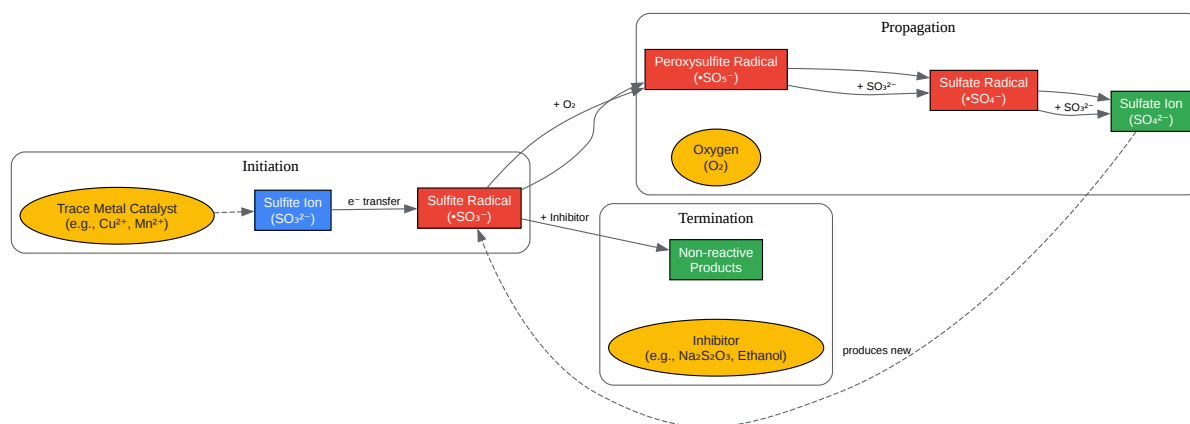 Propagation
Peroxysulfite Radical
(•SO₅⁻)
+ SO₃²⁻
Sulfate Radical
(•SO₄⁻)
+ SO₃²⁻
Sulfate Ion
(SO₄²⁻)
+ O₂
Oxygen
(O₂)
Initiation
Trace Metal Catalyst
(e.g., Cu²⁺, Mn²⁺)
Sulfite Ion
(SO₃²⁻)
e⁻ transfer
Sulfite Radical
(•SO₃⁻)
+ Inhibitor
Termination
Non-reactive
Products
Inhibitor
(e.g., Na₂S₂O₃, Ethanol)
produces new